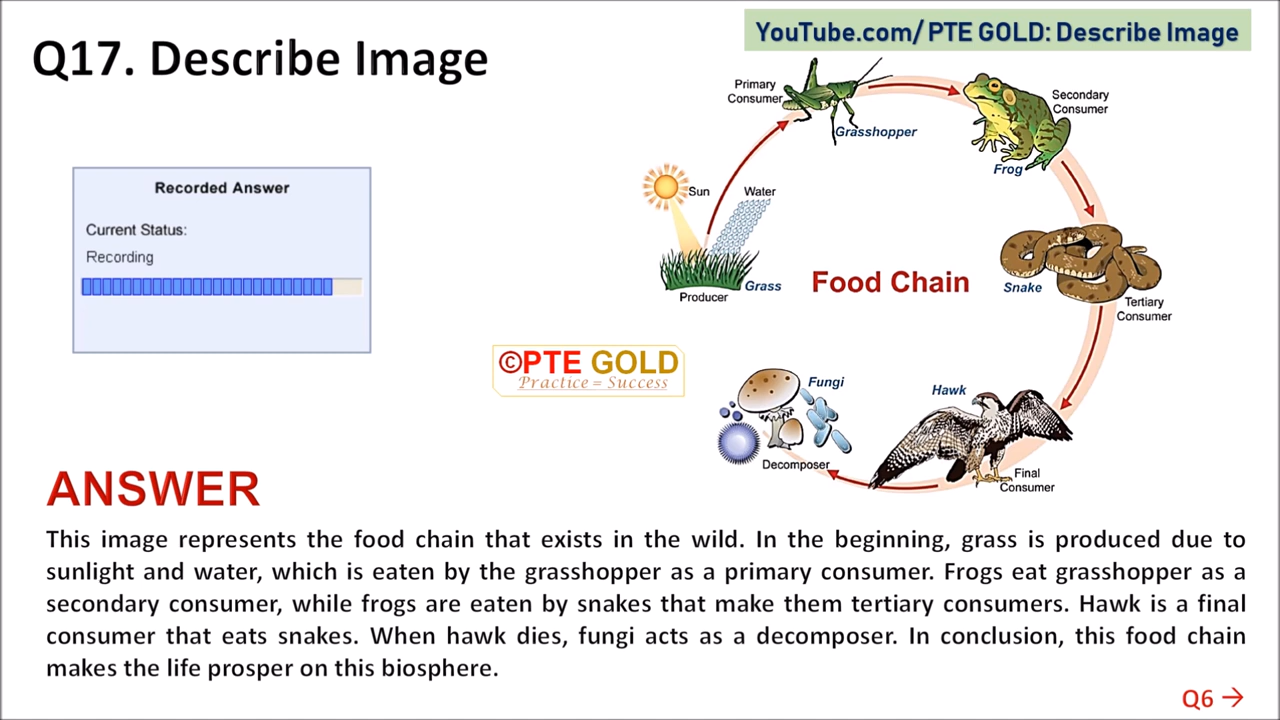 Q17. Describe Image
YouTube.com/ PTE GOLD: Describe Image
Recorded Answer
Current Status:
Recording
Primary
Consumer
Grasshopper
Secondary
Consumer
Frog
Sun
Water
Grass
Producer
Food Chain
Snake
Tertiary
Consumer
Hawk
Final
Consumer
Fungi
Decomposer
©PTE GOLD
Practice = Success
ANSWER
This image represents the food chain that exists in the wild. In the beginning, grass is produced due to
sunlight and water, which is eaten by the grasshopper as a primary consumer. Frogs eat grasshopper as a
secondary consumer, while frogs are eaten by snakes that make them tertiary consumers. Hawk is a final
consumer that eats snakes. When hawk dies, fungi acts as a decomposer. In conclusion, this food chain
makes the life prosper on this biosphere.
Q6 →